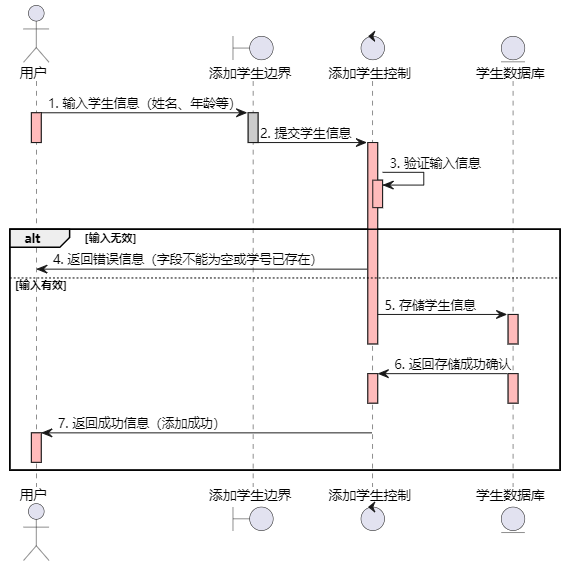 用户
添加学生边界
添加学生控制
学生数据库
1. 输入学生信息（姓名、年龄等）
2. 提交学生信息
3. 验证输入信息
alt
[输入无效]
4. 返回错误信息（字段不能为空或学号已存在）
[输入有效]
5. 存储学生信息
6. 返回存储成功确认
7. 返回成功信息（添加成功）
用户
添加学生边界
添加学生控制
学生数据库